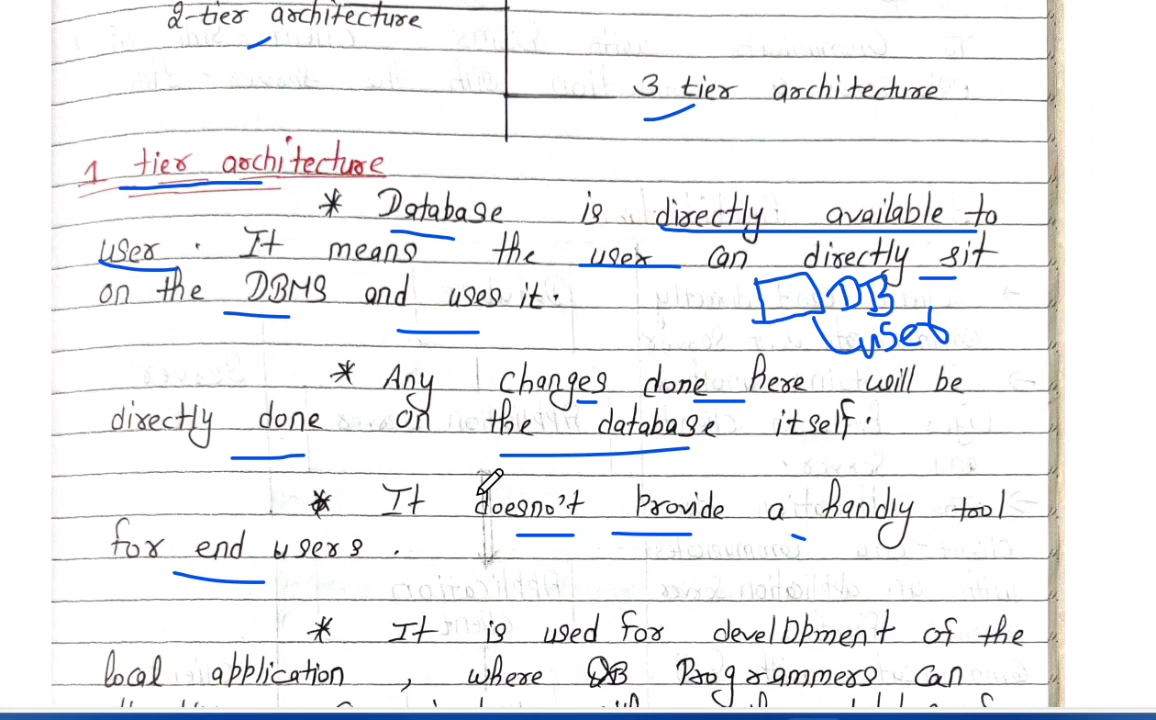 2-tier architecture
3 tier architecture
1 tier architecture
* Database is directly available to
user. It means the user can directly sit
on the DBMS and uses it.
DB
user
* Any changes done here will be
directly done on the database itself.
* It doesn't provide a handly tool
for end users.
* It is used for development of the
local application, where DB Programmers can